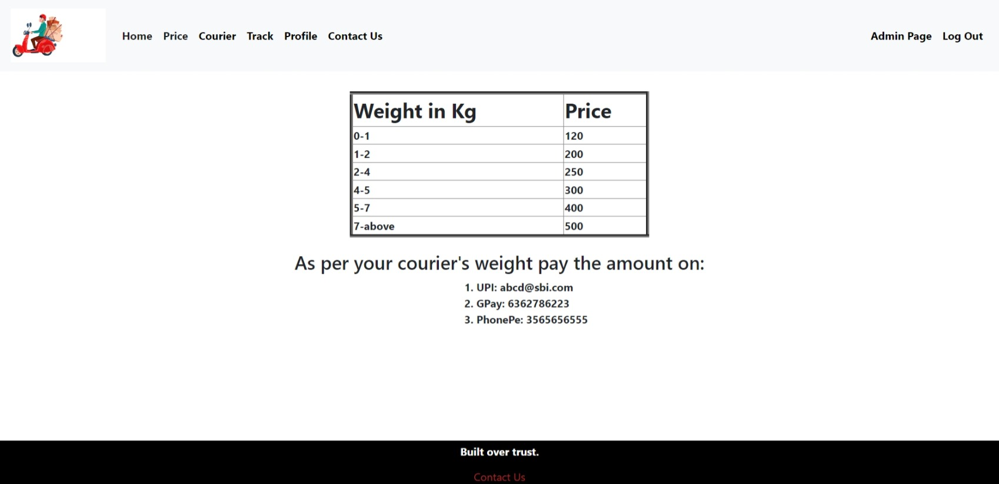 Home Price Courier Track Profile Contact Us Admin Page Log Out
Weight in Kg Price
0-1 120
1-2 200
2-4 250
4-5 300
5-7 400
7-above 500
As per your courier's weight pay the amount on:
1. UPI: abcd@sbi.com
2. GPay: 6362786223
3. PhonePe: 3565656555
Built over trust.
Contact Us